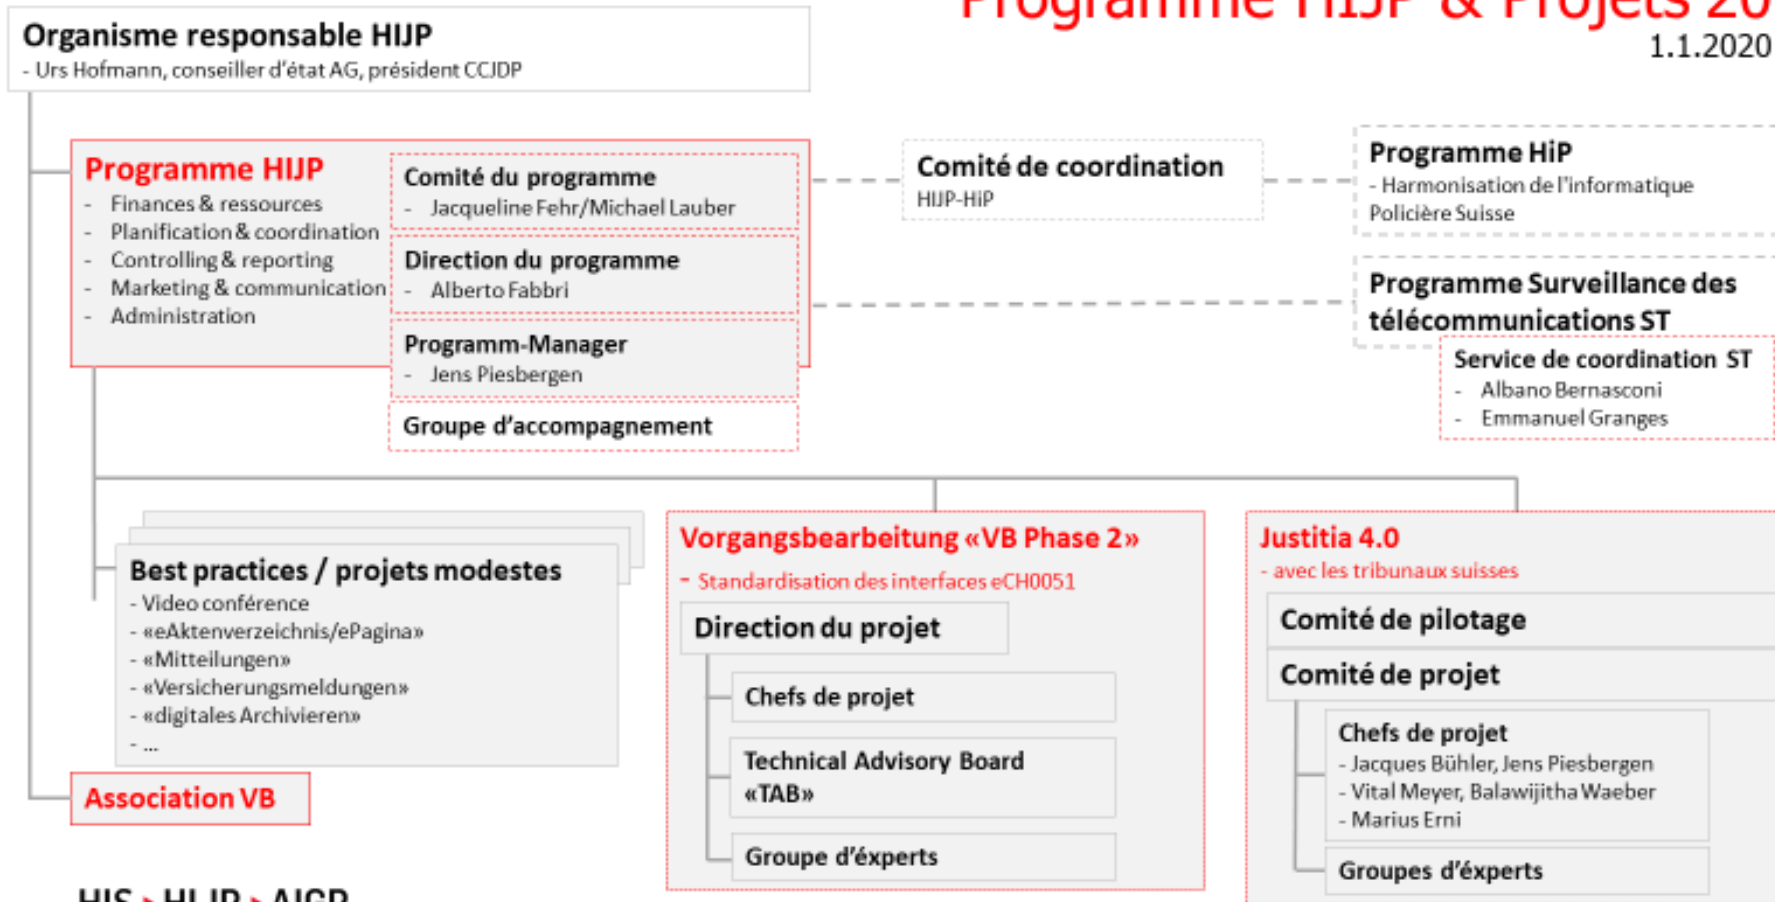 Programme HIJP & Projets 20
1.1.2020
Organisme responsable HIJP
- Urs Hofmann, conseiller d'état AG, président CCJDP
Programme HIJP
- Finances & ressources
- Planification & coordination
- Controlling & reporting
- Marketing & communication
- Administration
Comité du programme
- Jacqueline Fehr/Michael Lauber
Direction du programme
- Alberto Fabbri
Programm-Manager
- Jens Piesbergen
Groupe d'accompagnement
Comité de coordination
HIJP-HiP
Programme HiP
- Harmonisation de l'informatique
Policière Suisse
Programme Surveillance des
télécommunications ST
Service de coordination ST
- Albano Bernasconi
- Emmanuel Granges
Best practices / projets modestes
- Video conférence
- «eAktenverzeichnis/ePagina»
- «Mitteilungen»
- «Versicherungsmeldungen»
- «digitales Archivieren»
- ...
Association VB
Vorgangsbearbeitung «VB Phase 2»
- Standardisation des interfaces eCH0051
Direction du projet
Chefs de projet
Technical Advisory Board
«TAB»
Groupe d'éxperts
Justitia 4.0
- avec les tribunaux suisses
Comité de pilotage
Comité de projet
Chefs de projet
- Jacques Bühler, Jens Piesbergen
- Vital Meyer, Balawijitha Waeber
- Marius Erni
Groupes d'éxperts